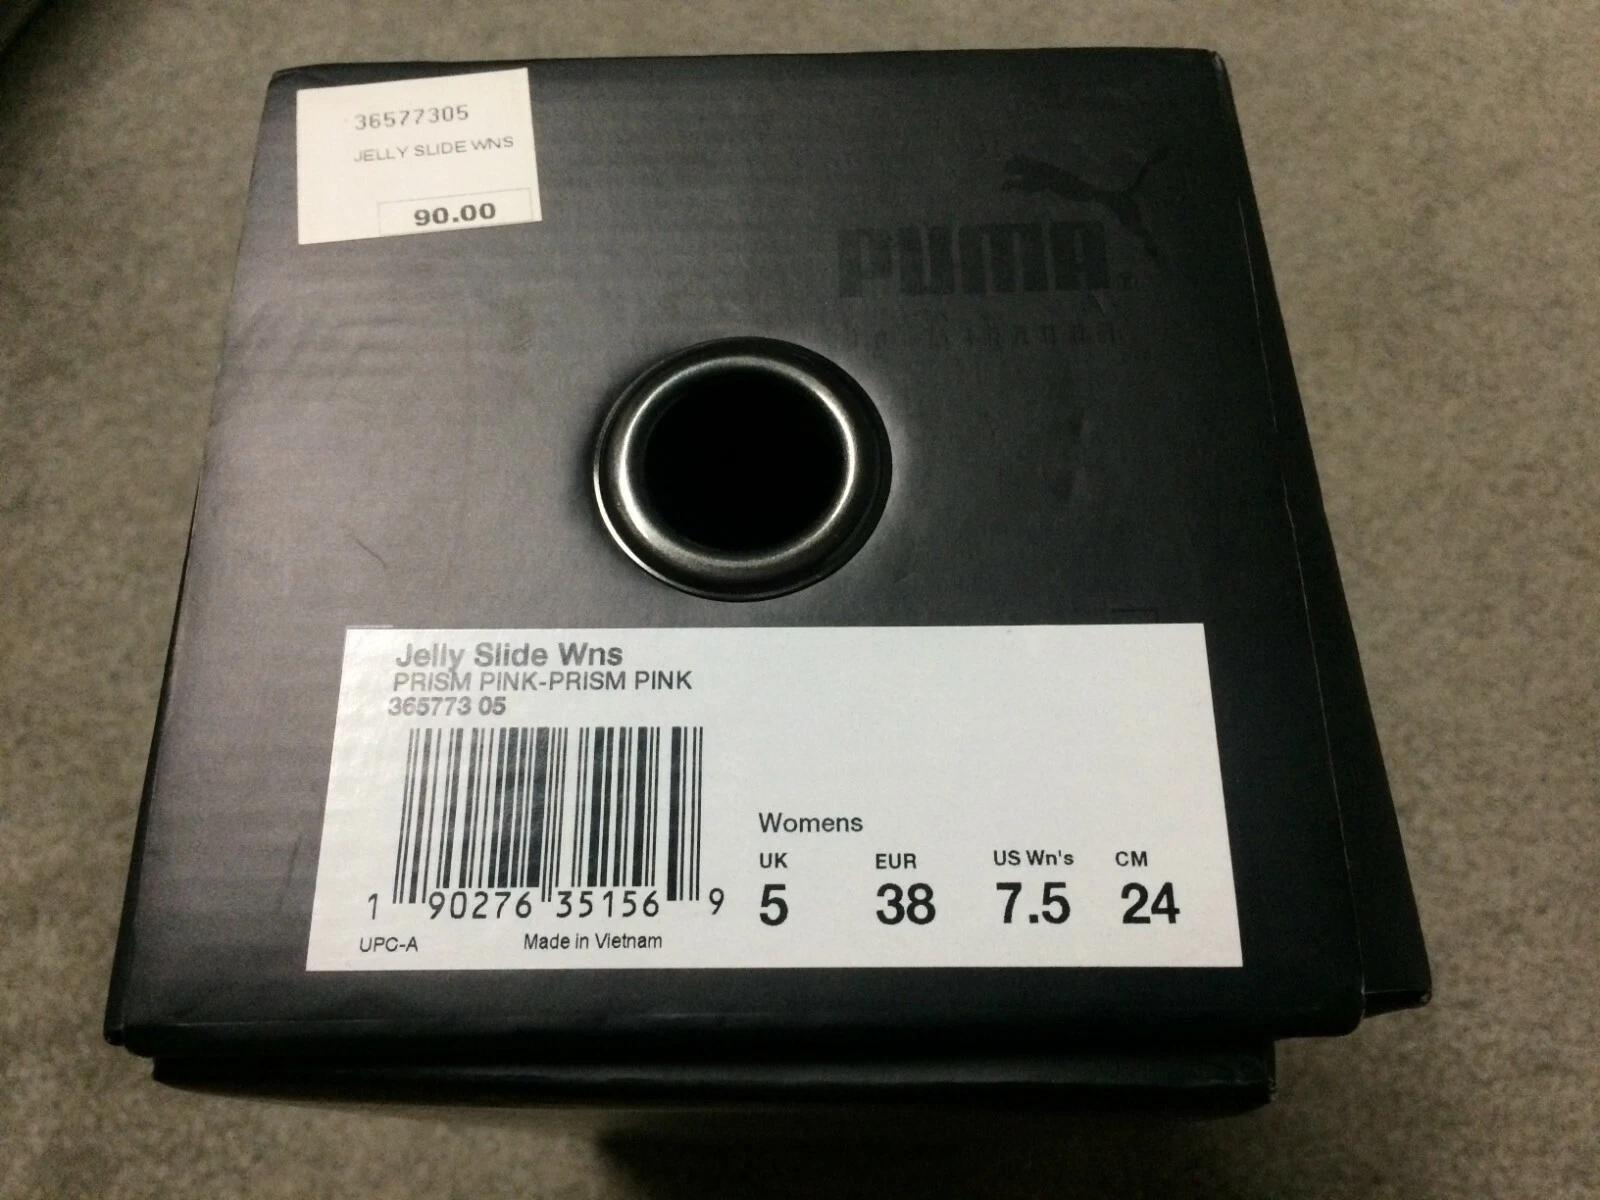 36577305
JELLY SLIDE WNS
90.00
PUMA
Jelly Slide Wns
PRISM PINK-PRISM PINK
365773 05
1 90276 35156 9
UPC-A Made in Vietnam
Womens
UK EUR US Wn's CM
5 38 7.5 24